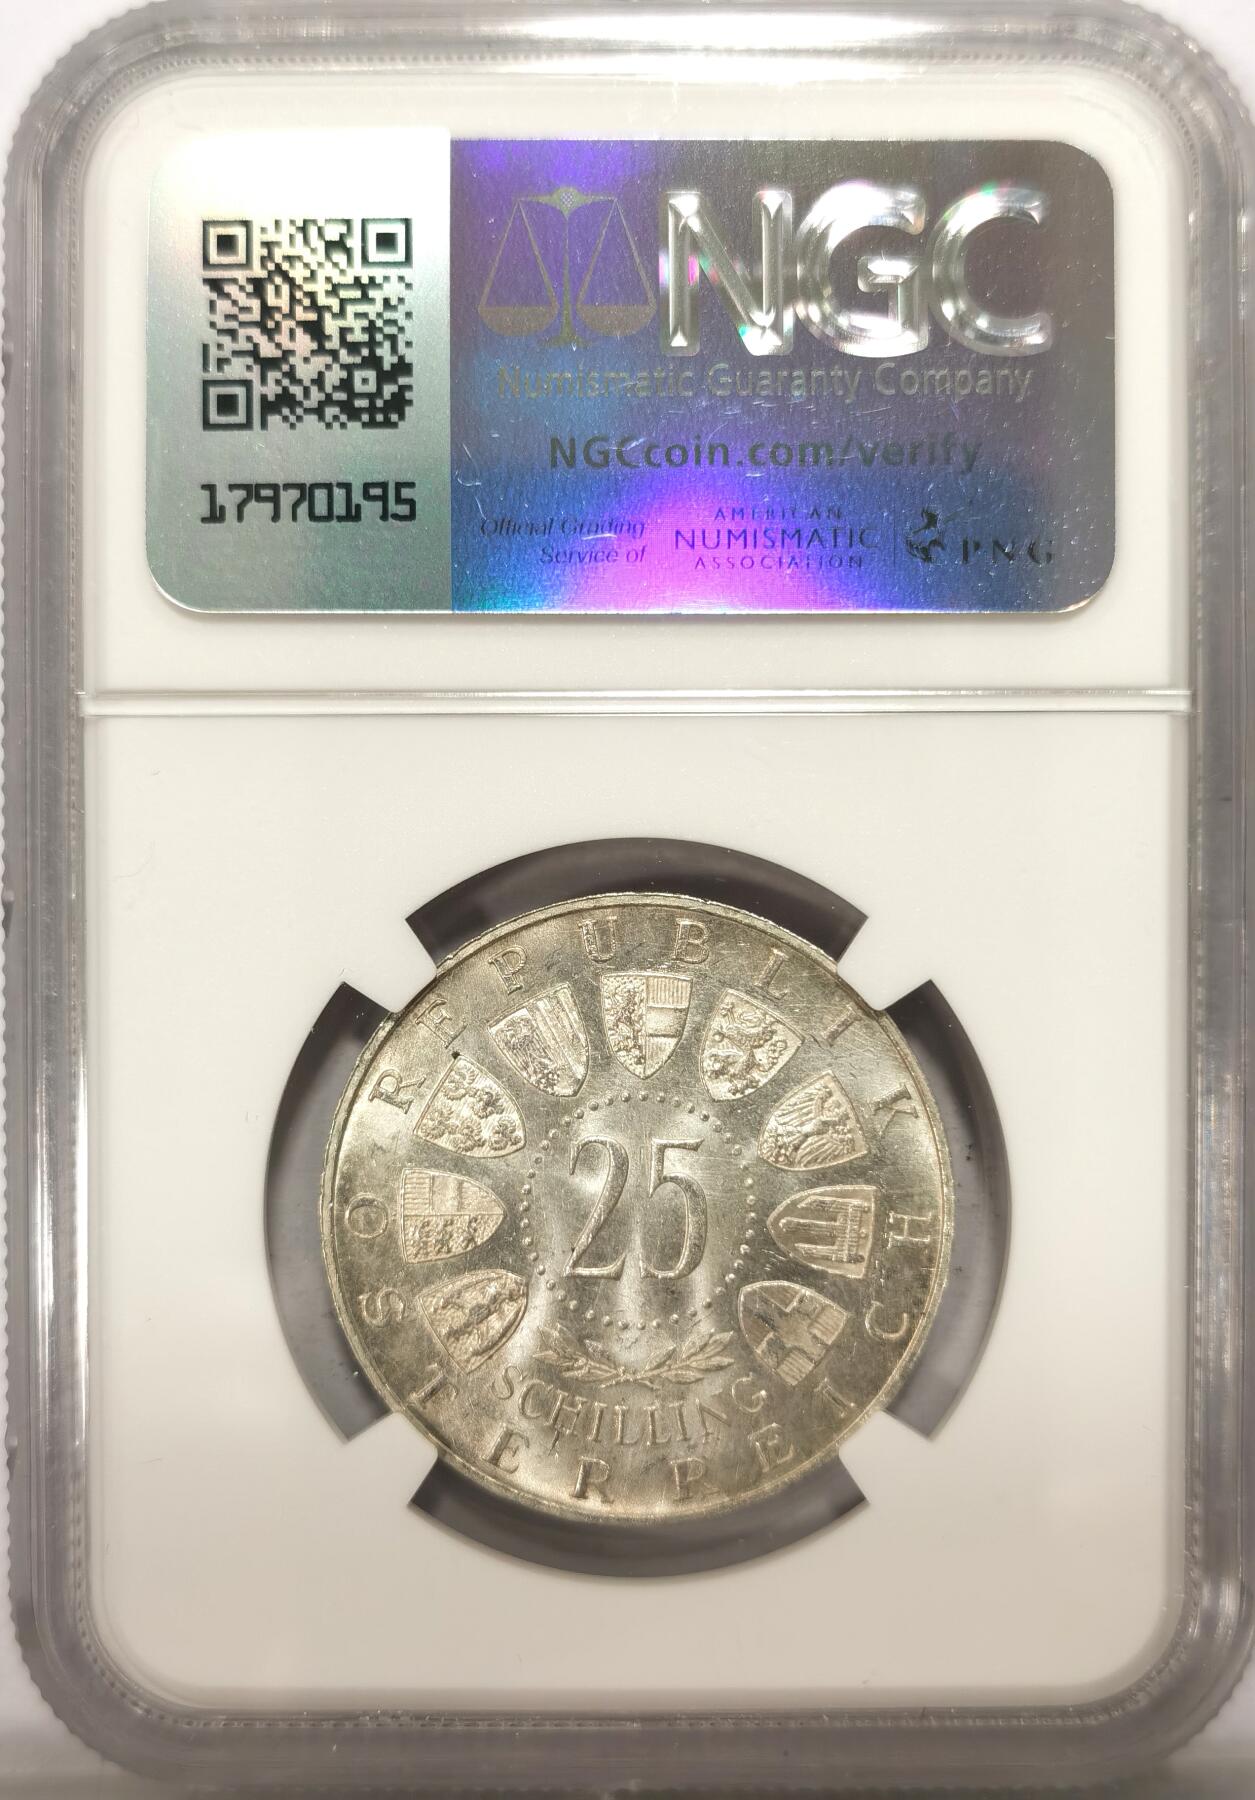 NGC
Numismatic Guaranty Company
NGCcoin.com/verify
17970195
Official Grading
Service of
AMERICAN
NUMISMATIC
ASSOCIATION
PNG
REPUBLIK
ÖSTERREICH
25
SCHILLING